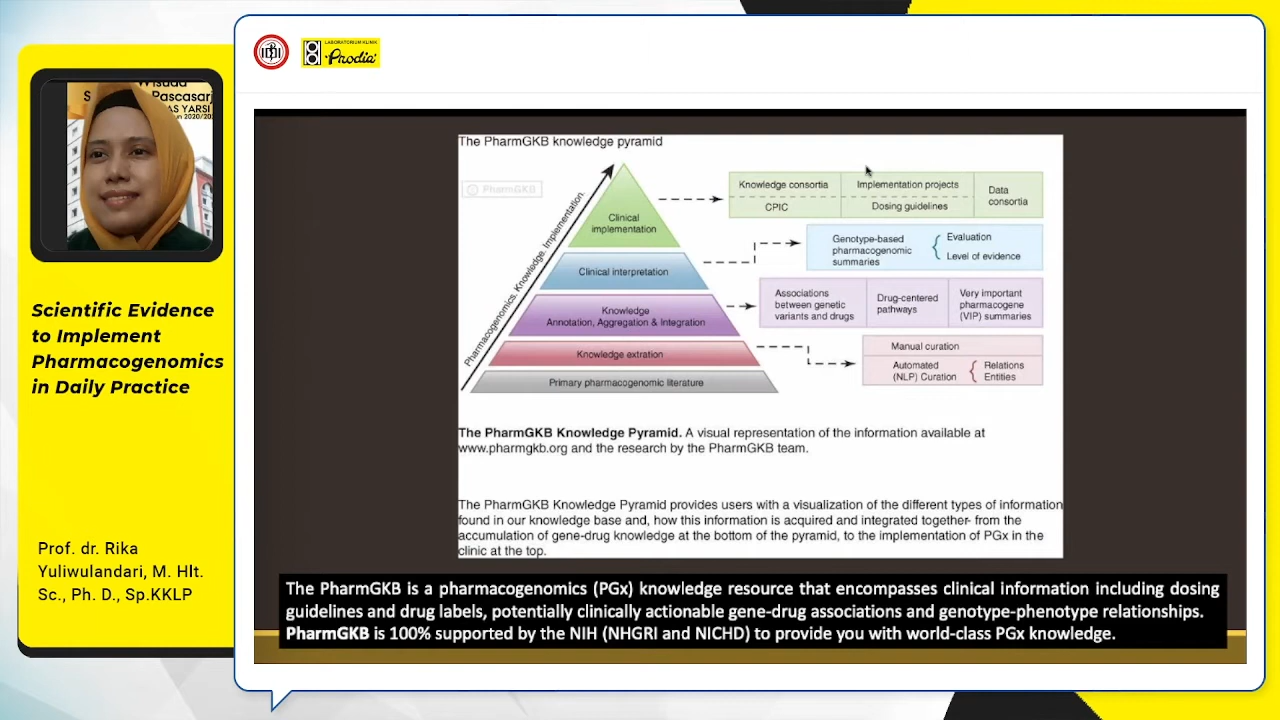 IDI
LABORATORIUM KLINIK
Prodia
Wisuda
Pascasarj
AS YARSI
Scientific Evidence
to Implement
Pharmacogenomics
in Daily Practice
Prof. dr. Rika
Yuliwulandari, M. Hlt.
Sc., Ph. D., Sp.KKLP
The PharmGKB knowledge pyramid
© PharmGKB
Pharmacogenomics. Knowledge. Implementation.
Clinical
implementation
Clinical interpretation
Knowledge
Annotation, Aggregation & Integration
Knowledge extration
Primary pharmacogenomic literature
Knowledge consortia
CPIC
Implementation projects
Dosing guidelines
Data
consortia
Genotype-based
pharmacogenomic
summaries
Evaluation
Level of evidence
Associations
between genetic
variants and drugs
Drug-centered
pathways
Very important
pharmacogene
(VIP) summaries
Manual curation
Automated
(NLP) Curation
Relations
Entities
The PharmGKB Knowledge Pyramid. A visual representation of the information available at
www.pharmgkb.org and the research by the PharmGKB team.
The PharmGKB Knowledge Pyramid provides users with a visualization of the different types of information
found in our knowledge base and, how this information is acquired and integrated together- from the
accumulation of gene-drug knowledge at the bottom of the pyramid, to the implementation of PGx in the
clinic at the top.
The PharmGKB is a pharmacogenomics (PGx) knowledge resource that encompasses clinical information including dosing
guidelines and drug labels, potentially clinically actionable gene-drug associations and genotype-phenotype relationships.
PharmGKB is 100% supported by the NIH (NHGRI and NICHD) to provide you with world-class PGx knowledge.